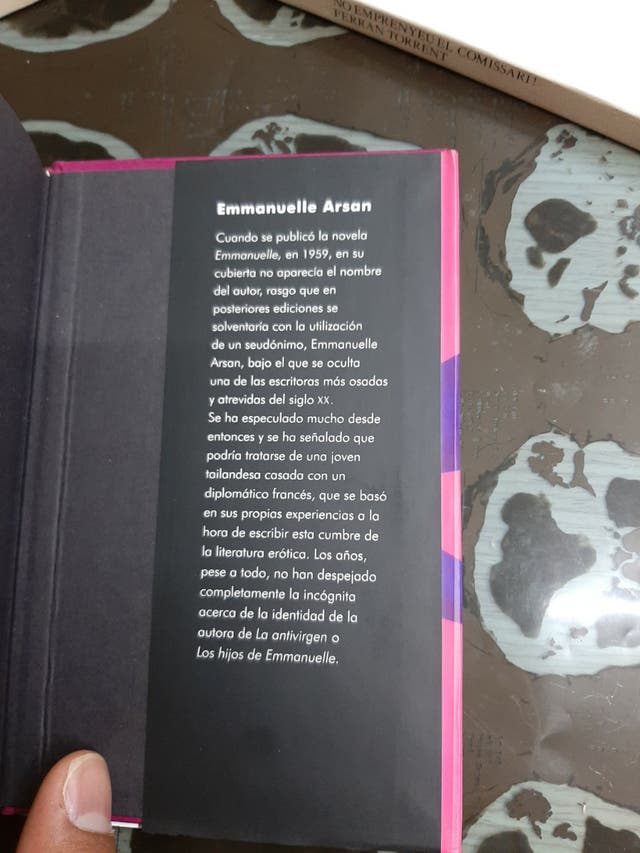 NO EMPRENYEU EL COMISSARI!
FERRAN TORRENT
Emmanuelle Arsan
Cuando se publicó la novela
Emmanuelle, en 1959, en su
cubierta no aparecía el nombre
del autor, rasgo que en
posteriores ediciones se
solventaría con la utilización
de un seudónimo, Emmanuelle
Arsan, bajo el que se oculta
una de las escritoras más osadas
y atrevidas del siglo XX.
Se ha especulado mucho desde
entonces y se ha señalado que
podría tratarse de una joven
tailandesa casada con un
diplomático francés, que se basó
en sus propias experiencias a la
hora de escribir esta cumbre de
la literatura erótica. Los años,
pese a todo, no han despejado
completamente la incógnita
acerca de la identidad de la
autora de La antivirgen o
Los hijos de Emmanuelle.